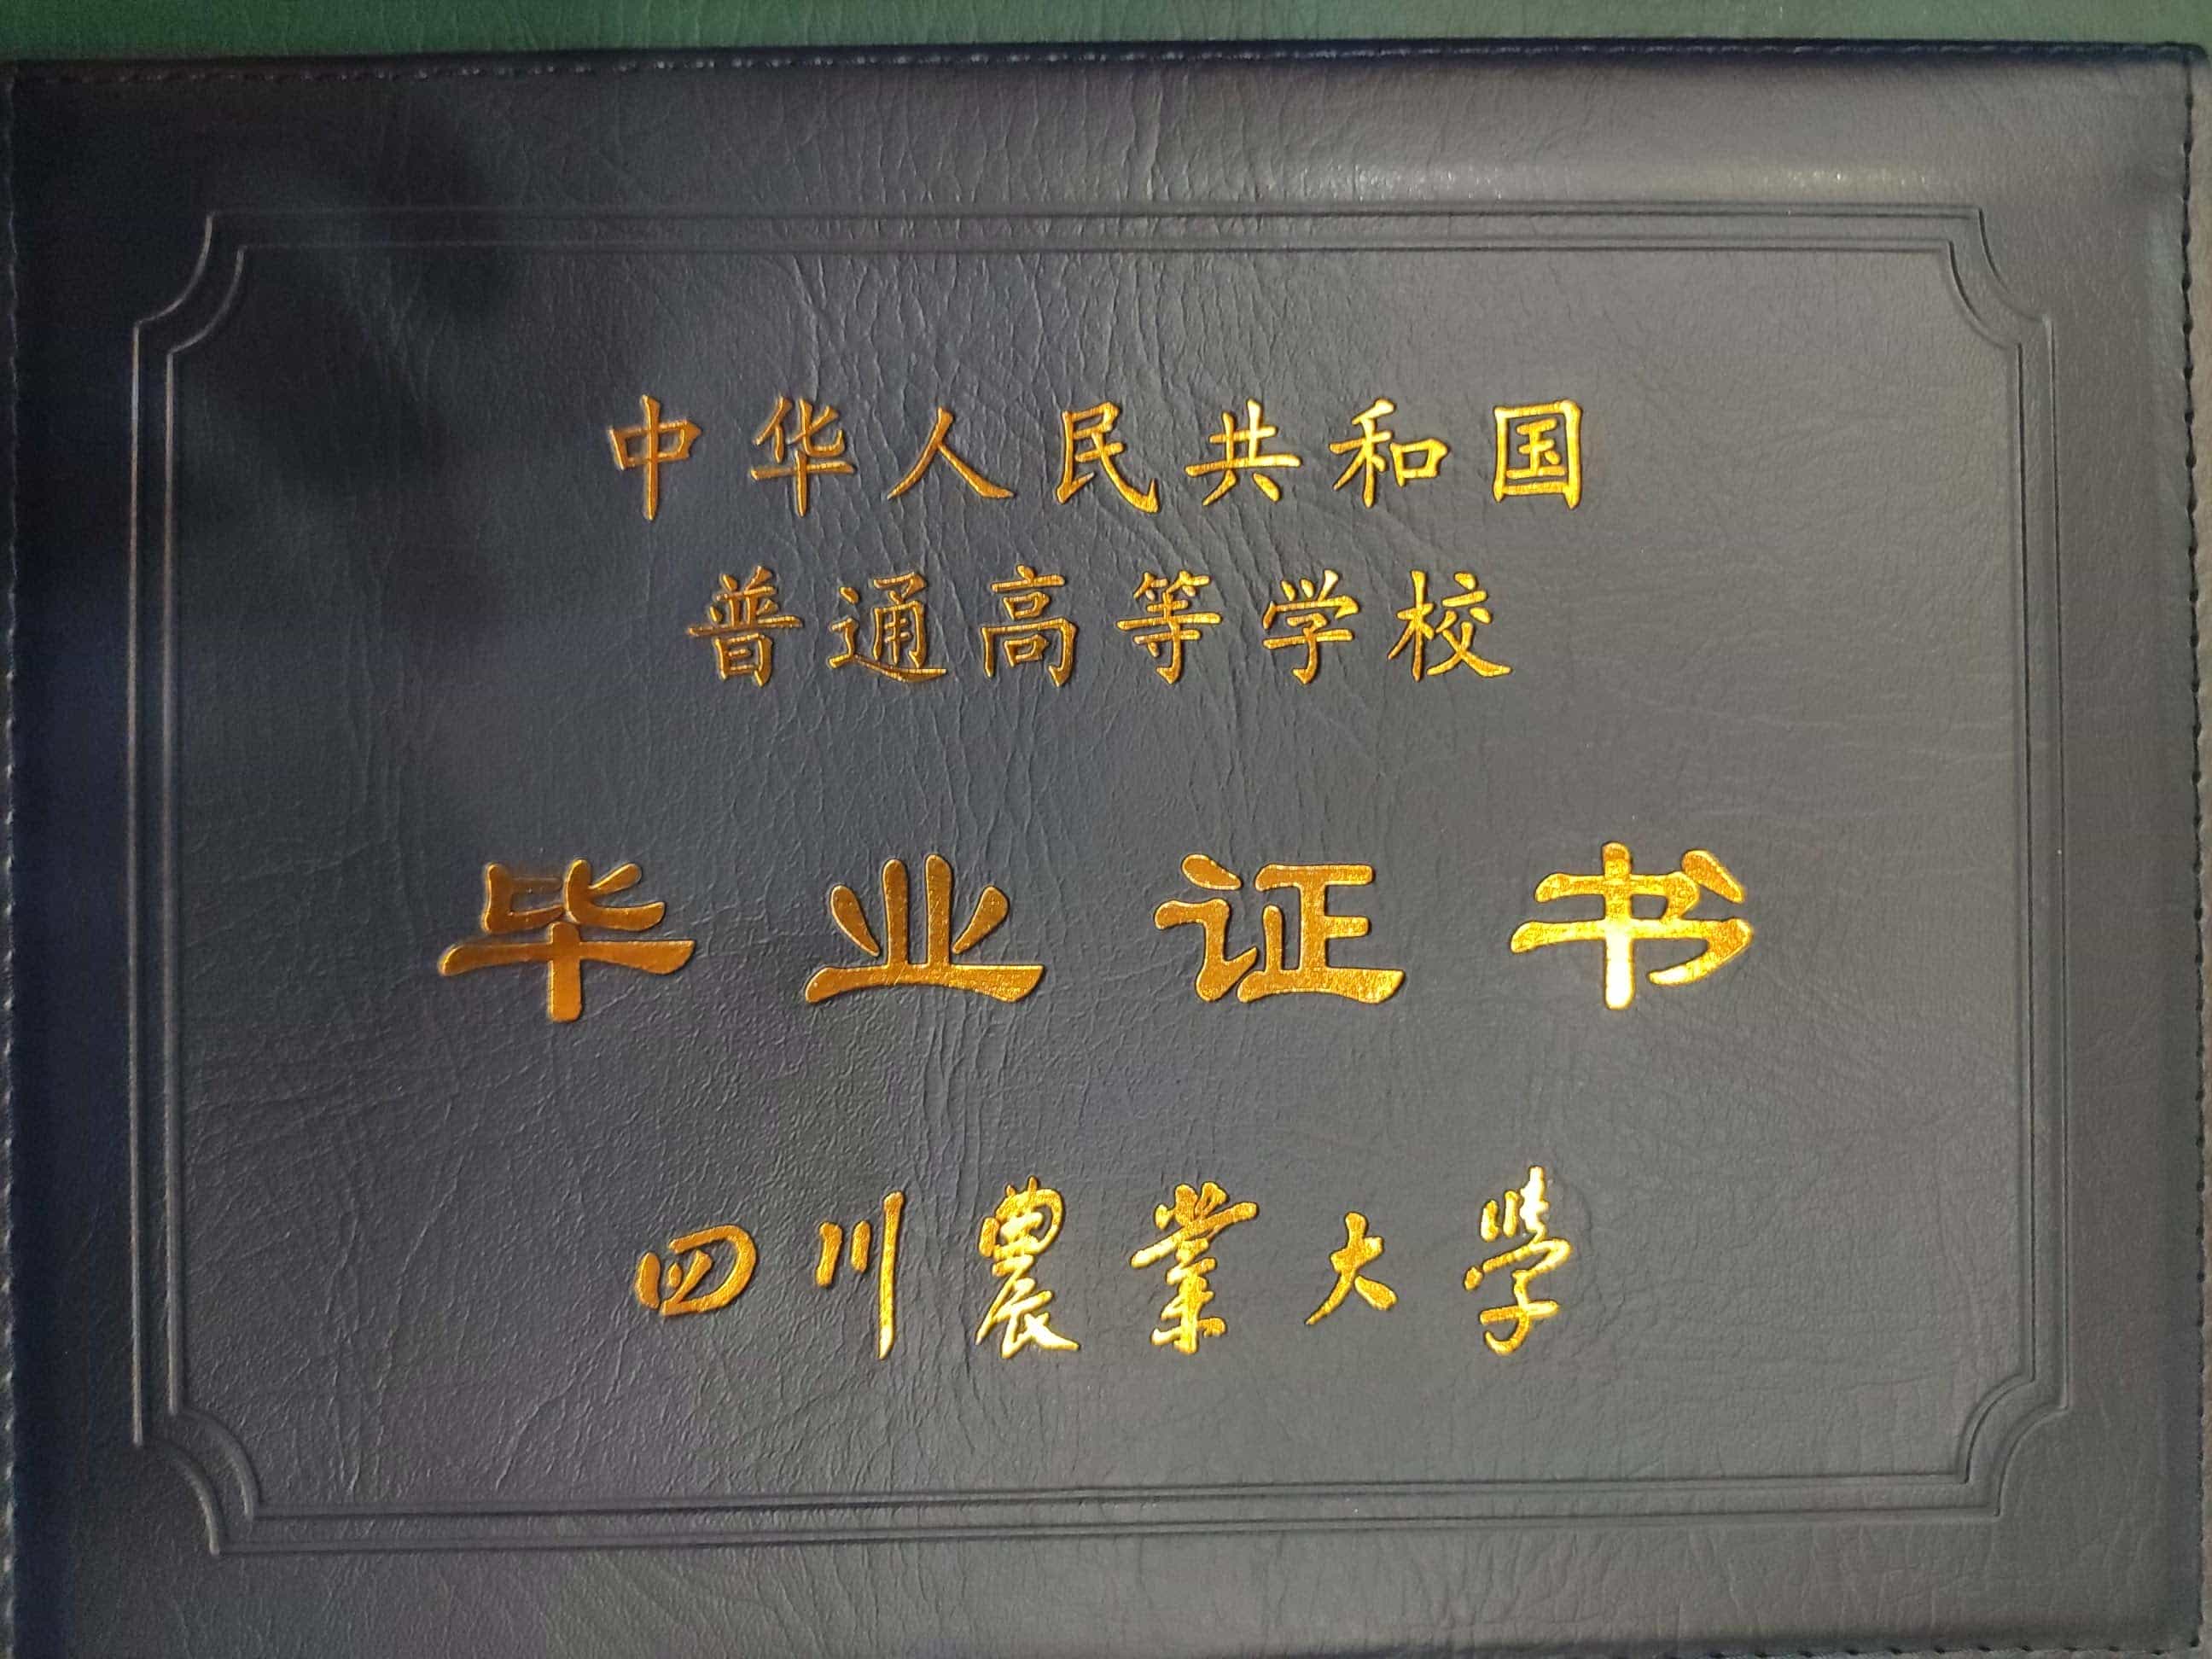 中华人民共和国
普通高等学校
毕业证书
四川農業大學